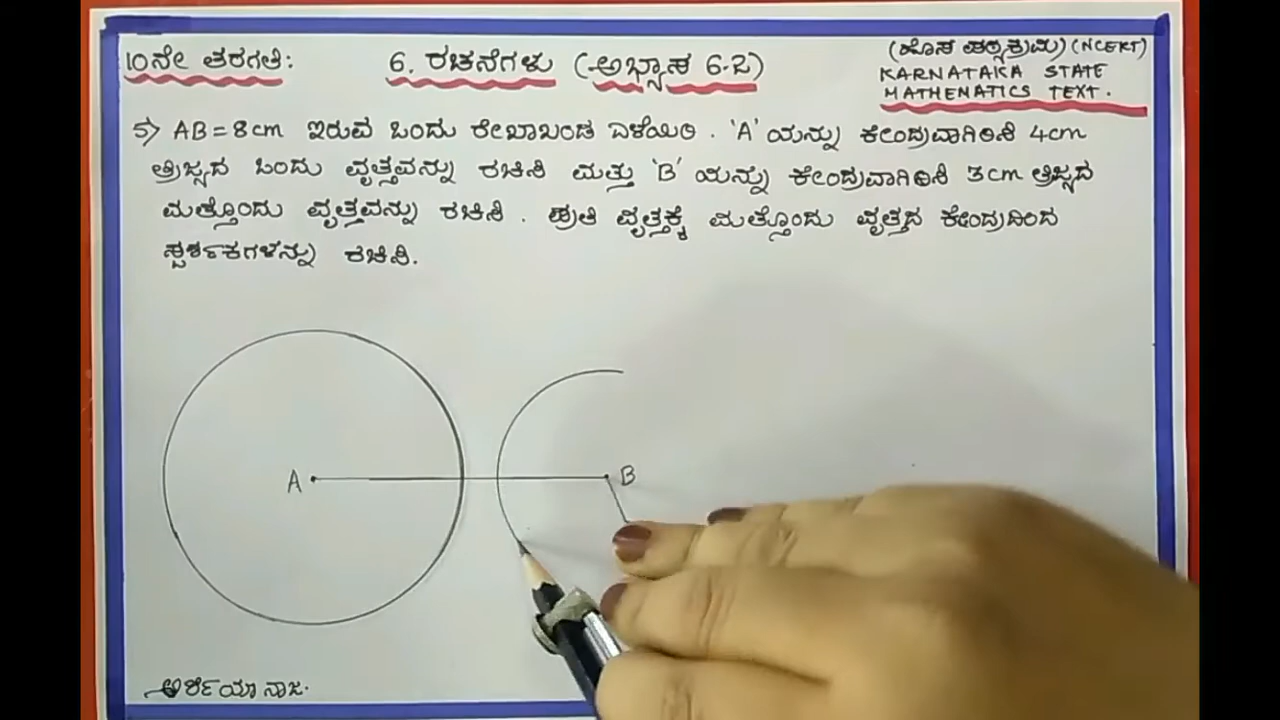 10ನೇ ತರಗತಿ:
6. ರಚನೆಗಳು (ಅಭ್ಯಾಸ 6.2)
(ಹೊಸ ಪಠ್ಯಕ್ರಮ) (NCERT)
KARNATAKA STATE
MATHENATICS TEXT.
5) AB = 8cm ಇರುವ ಒಂದು ರೇಖಾಖಂಡ ಎಳೆಯಿರಿ. 'A' ಯನ್ನು ಕೇಂದ್ರವಾಗಿರಿಸಿ 4cm
ತ್ರಿಜ್ಯದ ಒಂದು ವೃತ್ತವನ್ನು ರಚಿಸಿ ಮತ್ತು 'B' ಯನ್ನು ಕೇಂದ್ರವಾಗಿರಿಸಿ 3cm ತ್ರಿಜ್ಯದ
ಮತ್ತೊಂದು ವೃತ್ತವನ್ನು ರಚಿಸಿ. ಪ್ರತಿ ವೃತ್ತಕ್ಕೆ ಮತ್ತೊಂದು ವೃತ್ತದ ಕೇಂದ್ರದಿಂದ
ಸ್ಪರ್ಶಕಗಳನ್ನು ರಚಿಸಿ.
A
B
ಅರ್ಶಿಯಾ ನಾಜ಼.